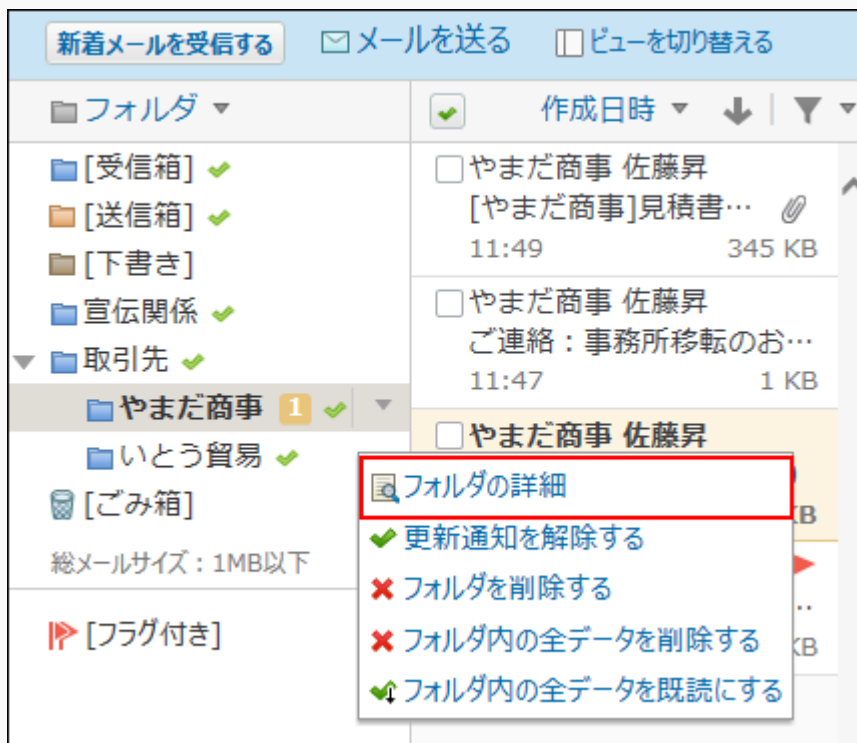 新着メールを受信する メールを送る ビューを切り替える
フォルダ
作成日時
[受信箱]
[送信箱]
[下書き]
宣伝関係
取引先
やまだ商事 1
いとう貿易
[ごみ箱]
総メールサイズ：1MB以下
[フラグ付き]
やまだ商事 佐藤昇
[やまだ商事]見積書…
11:49 345 KB
やまだ商事 佐藤昇
ご連絡：事務所移転のお…
11:47 1 KB
やまだ商事 佐藤昇
KB
KB
フォルダの詳細
更新通知を解除する
フォルダを削除する
フォルダ内の全データを削除する
フォルダ内の全データを既読にする